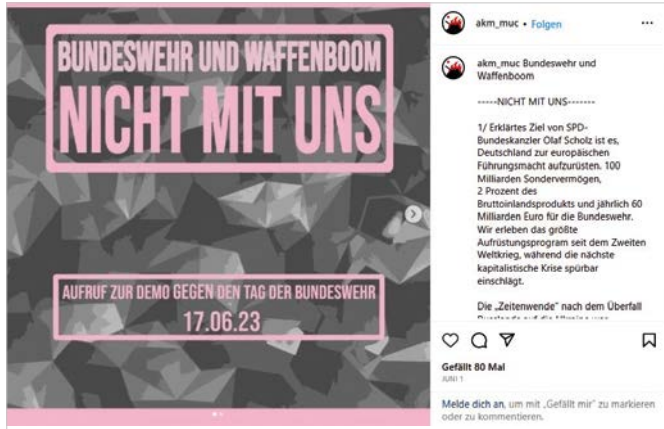 BUNDESWEHR UND WAFFENBOOM
NICHT MIT UNS
AUFRUF ZUR DEMO GEGEN DEN TAG DER BUNDESWEHR
17.06.23
akm_muc • Folgen
akm_muc Bundeswehr und
Waffenboom
-----NICHT MIT UNS-------
1/ Erklärtes Ziel von SPD-
Bundeskanzler Olaf Scholz ist es,
Deutschland zur europäischen
Führungsmacht aufzurüsten. 100
Milliarden Sondervermögen,
2 Prozent des
Bruttoinlandsprodukts und jährlich 60
Milliarden Euro für die Bundeswehr.
Wir erleben das größte
Aufrüstungsprogram seit dem Zweiten
Weltkrieg, während die nächste
kapitalistische Krise spürbar
einschlägt.
Die „Zeitenwende" nach dem Überfall
Gefällt 80 Mal
JUNI 1
Melde dich an, um mit „Gefällt mir" zu markieren
oder zu kommentieren.